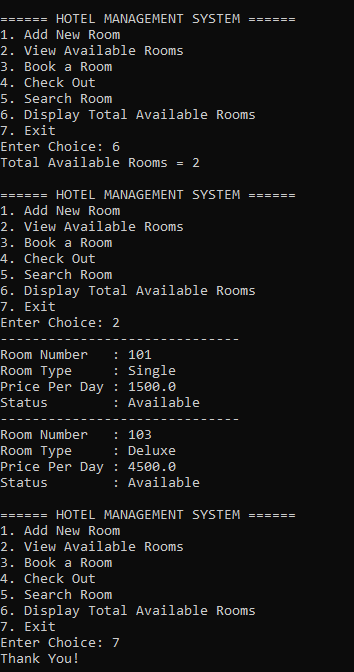 ====== HOTEL MANAGEMENT SYSTEM ======
1. Add New Room
2. View Available Rooms
3. Book a Room
4. Check Out
5. Search Room
6. Display Total Available Rooms
7. Exit
Enter Choice: 6
Total Available Rooms = 2

====== HOTEL MANAGEMENT SYSTEM ======
1. Add New Room
2. View Available Rooms
3. Book a Room
4. Check Out
5. Search Room
6. Display Total Available Rooms
7. Exit
Enter Choice: 2
------------------------------
Room Number   : 101
Room Type     : Single
Price Per Day : 1500.0
Status        : Available
------------------------------
Room Number   : 103
Room Type     : Deluxe
Price Per Day : 4500.0
Status        : Available

====== HOTEL MANAGEMENT SYSTEM ======
1. Add New Room
2. View Available Rooms
3. Book a Room
4. Check Out
5. Search Room
6. Display Total Available Rooms
7. Exit
Enter Choice: 7
Thank You!